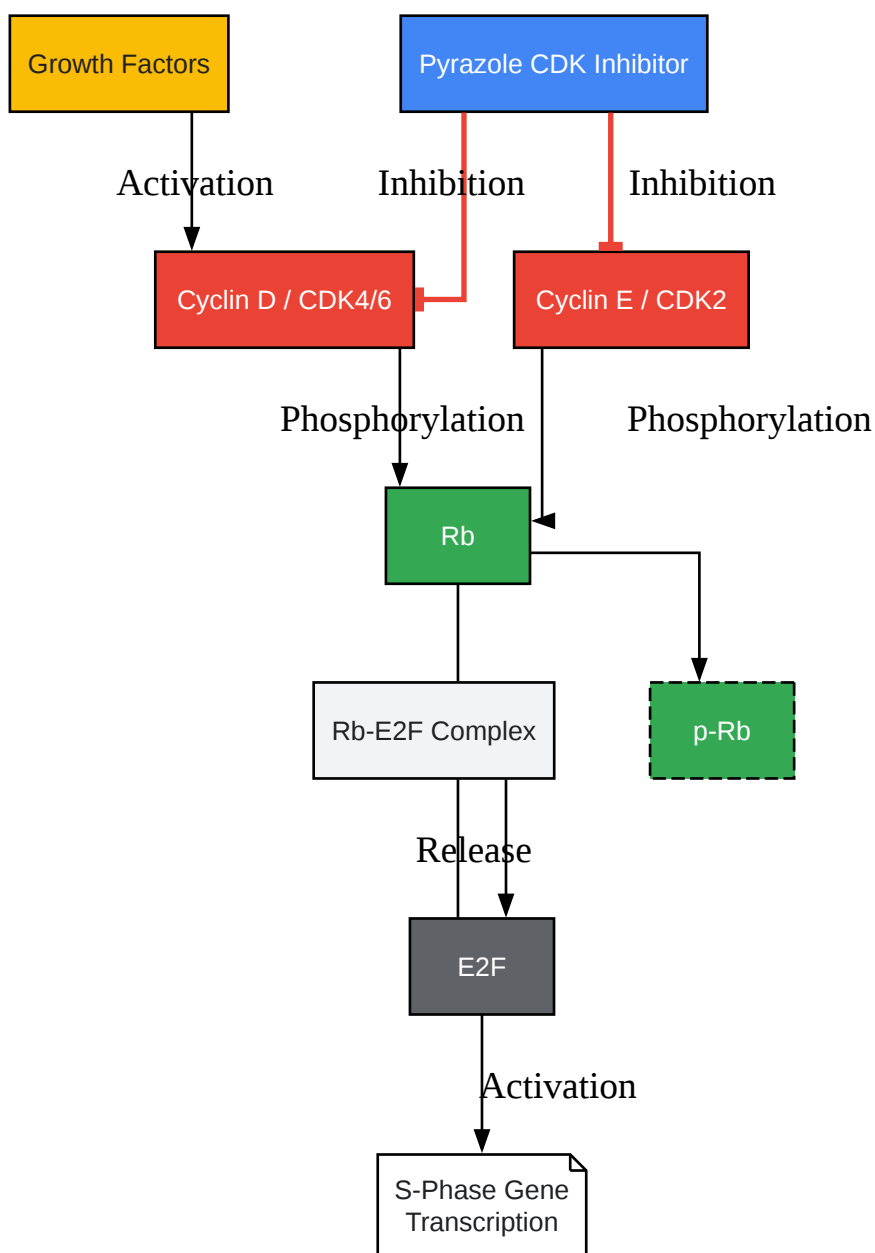 Growth Factors
Pyrazole CDK Inhibitor
Activation
Inhibition
Inhibition
Cyclin D / CDK4/6
Cyclin E / CDK2
Phosphorylation
Phosphorylation
Rb
Rb-E2F Complex
p-Rb
Release
E2F
Activation
S-Phase Gene
Transcription